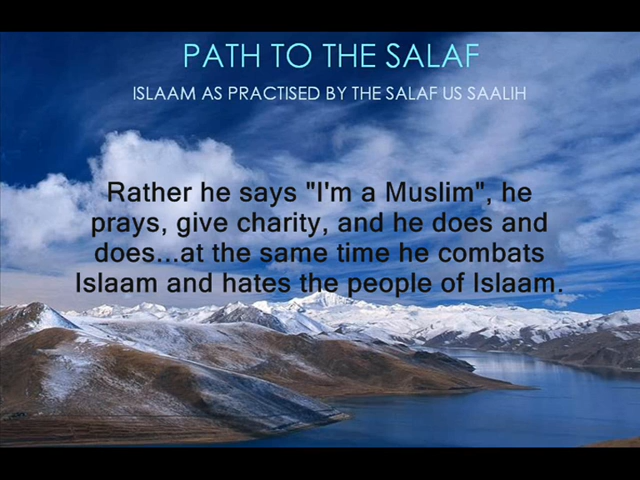 PATH TO THE SALAF
ISLAAM AS PRACTISED BY THE SALAF US SAALIH
Rather he says "I'm a Muslim", he
prays, give charity, and he does and
does...at the same time he combats
Islaam and hates the people of Islaam.